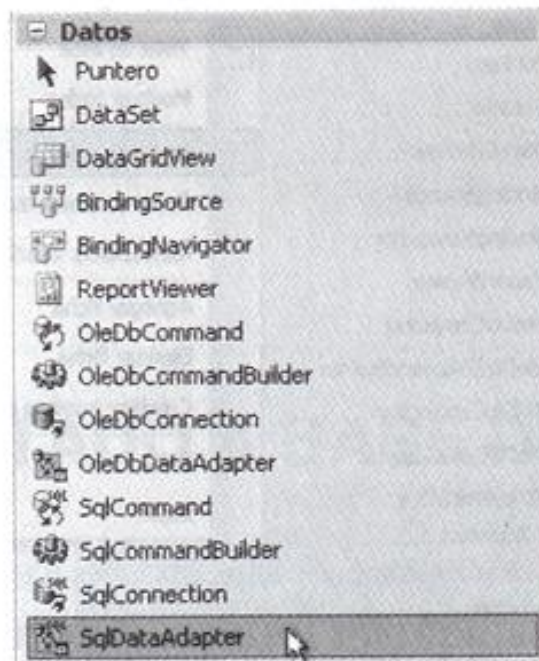 Datos
Puntero
DataSet
DataGridView
BindingSource
BindingNavigator
ReportViewer
OleDbCommand
OleDbCommandBuilder
OleDbConnection
OleDbDataAdapter
SqlCommand
SqlCommandBuilder
SqlConnection
SqlDataAdapter